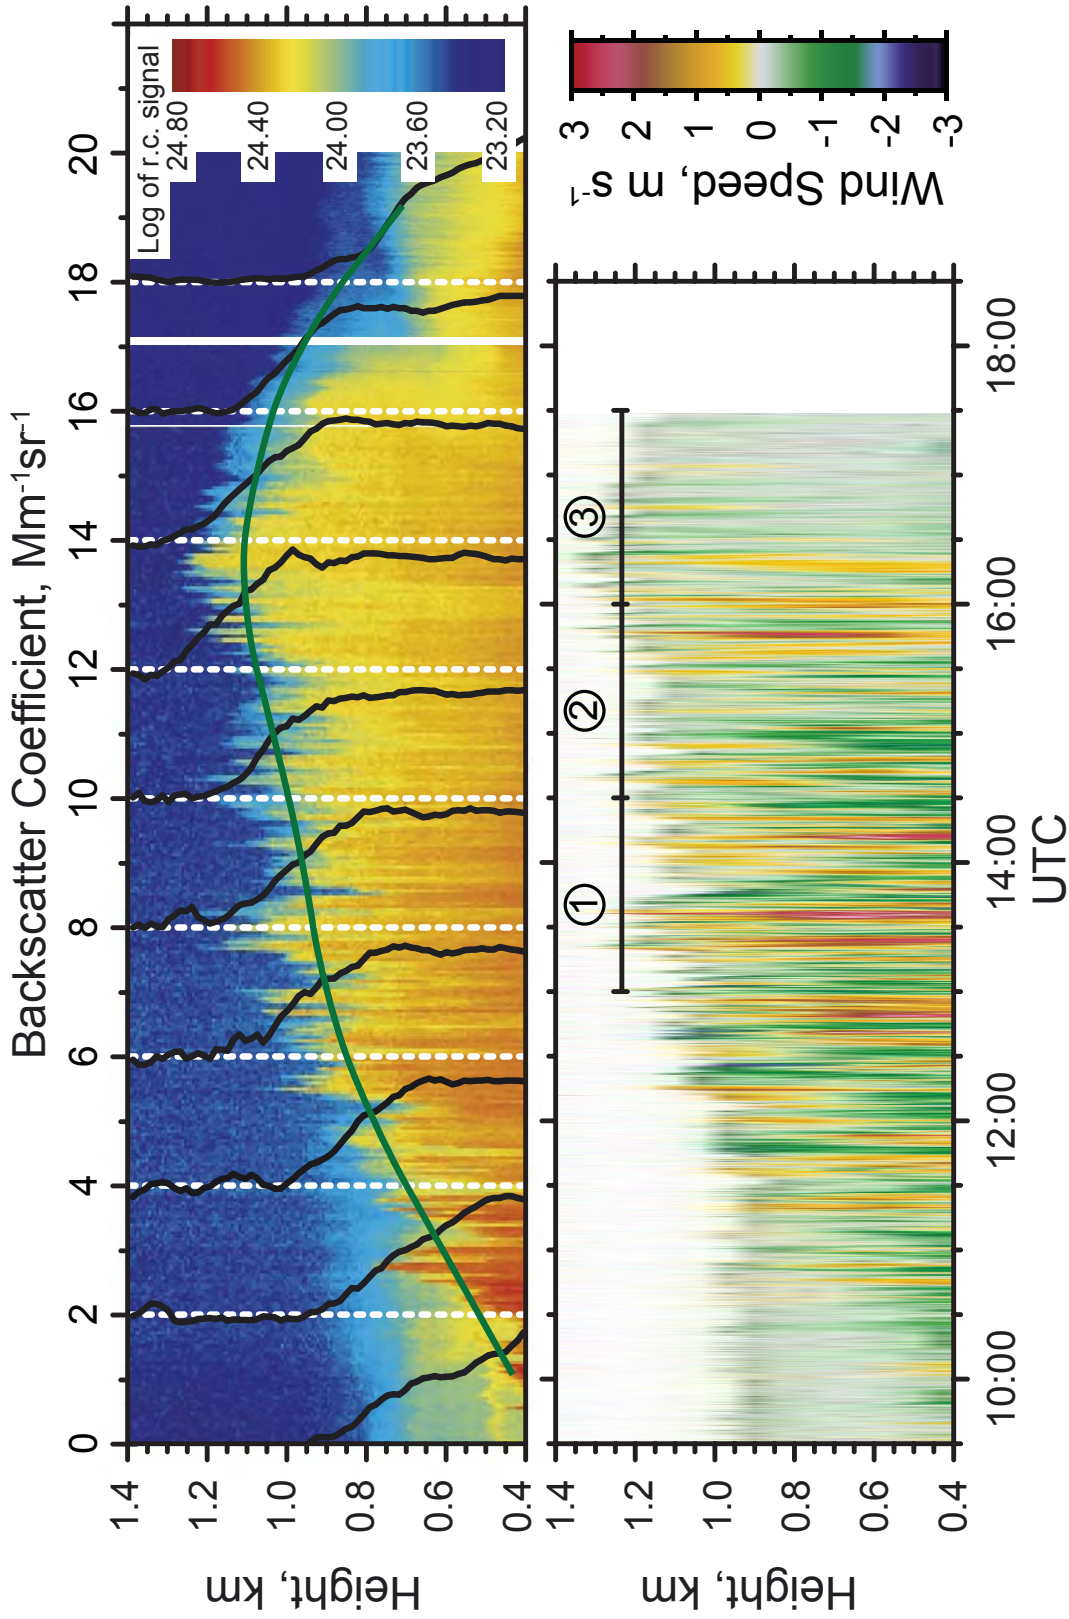 Backscatter Coefficient, Mm⁻¹sr⁻¹
0 2 4 6 8 10 12 14 16 18 20
Log of r.c. signal
24.80
24.40
24.00
23.60
23.20
1.4
1.2
1.0
0.8
0.6
0.4
Height, km
① ② ③
1.4
1.2
1.0
0.8
0.6
0.4
Height, km
10:00 12:00 14:00 16:00 18:00
UTC
3
2
1
0
-1
-2
-3
Wind Speed, m s⁻¹